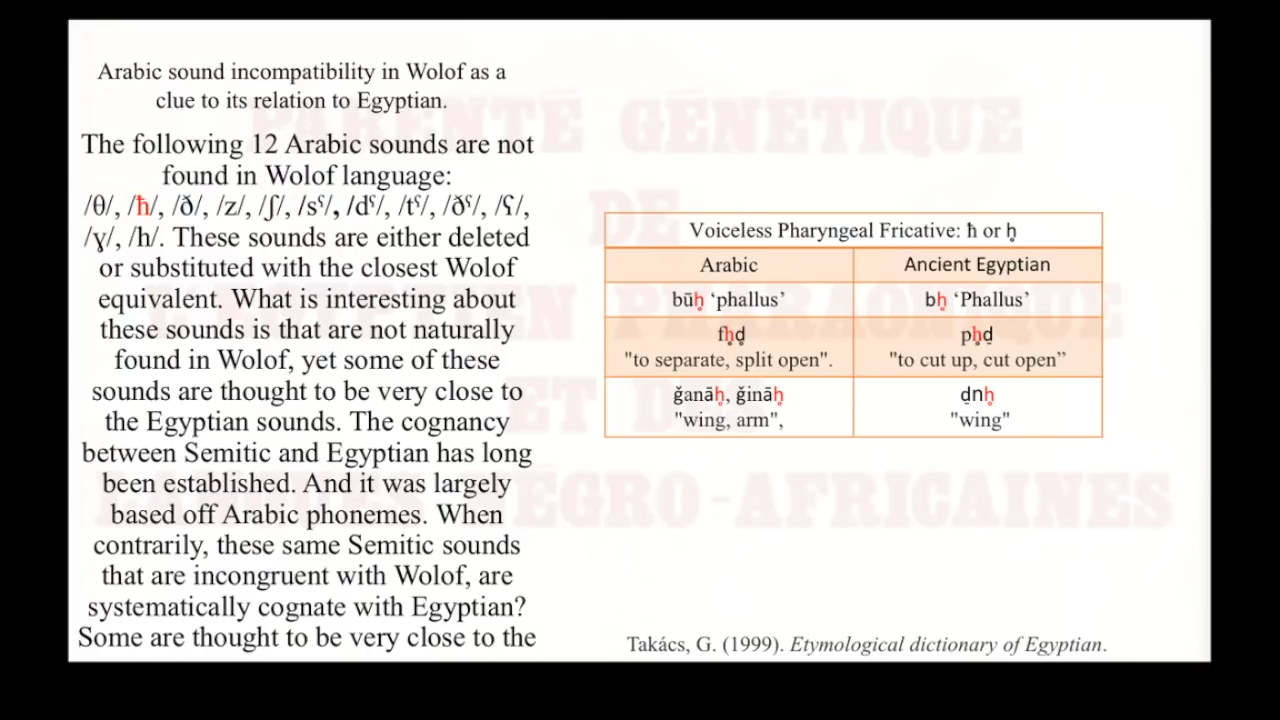 Arabic sound incompatibility in Wolof as a
clue to its relation to Egyptian.
The following 12 Arabic sounds are not
found in Wolof language:
/θ/, /ħ/, /ð/, /z/, /ʃ/, /sˤ/, /dˤ/, /tˤ/, /ðˤ/, /ʕ/,
/ɣ/, /h/. These sounds are either deleted
or substituted with the closest Wolof
equivalent. What is interesting about
these sounds is that are not naturally
found in Wolof, yet some of these
sounds are thought to be very close to
the Egyptian sounds. The cognancy
between Semitic and Egyptian has long
been established. And it was largely
based off Arabic phonemes. When
contrarily, these same Semitic sounds
that are incongruent with Wolof, are
systematically cognate with Egyptian?
Some are thought to be very close to the
Voiceless Pharyngeal Fricative: ħ or h̥
Arabic
Ancient Egyptian
būh̥ ‘phallus’
bh̥ ‘Phallus’
fh̥d̥
"to separate, split open".
ph̥ḏ
"to cut up, cut open”
ǧanāh̥, ǧināh̥
"wing, arm",
ḏnh̥
"wing"
Takács, G. (1999). Etymological dictionary of Egyptian.
PARENTÉ GÉNÉTIQUE
DE
L'ÉGYPTIEN PHARAONIQUE
ET DES
LANGUES NÉGRO-AFRICAINES